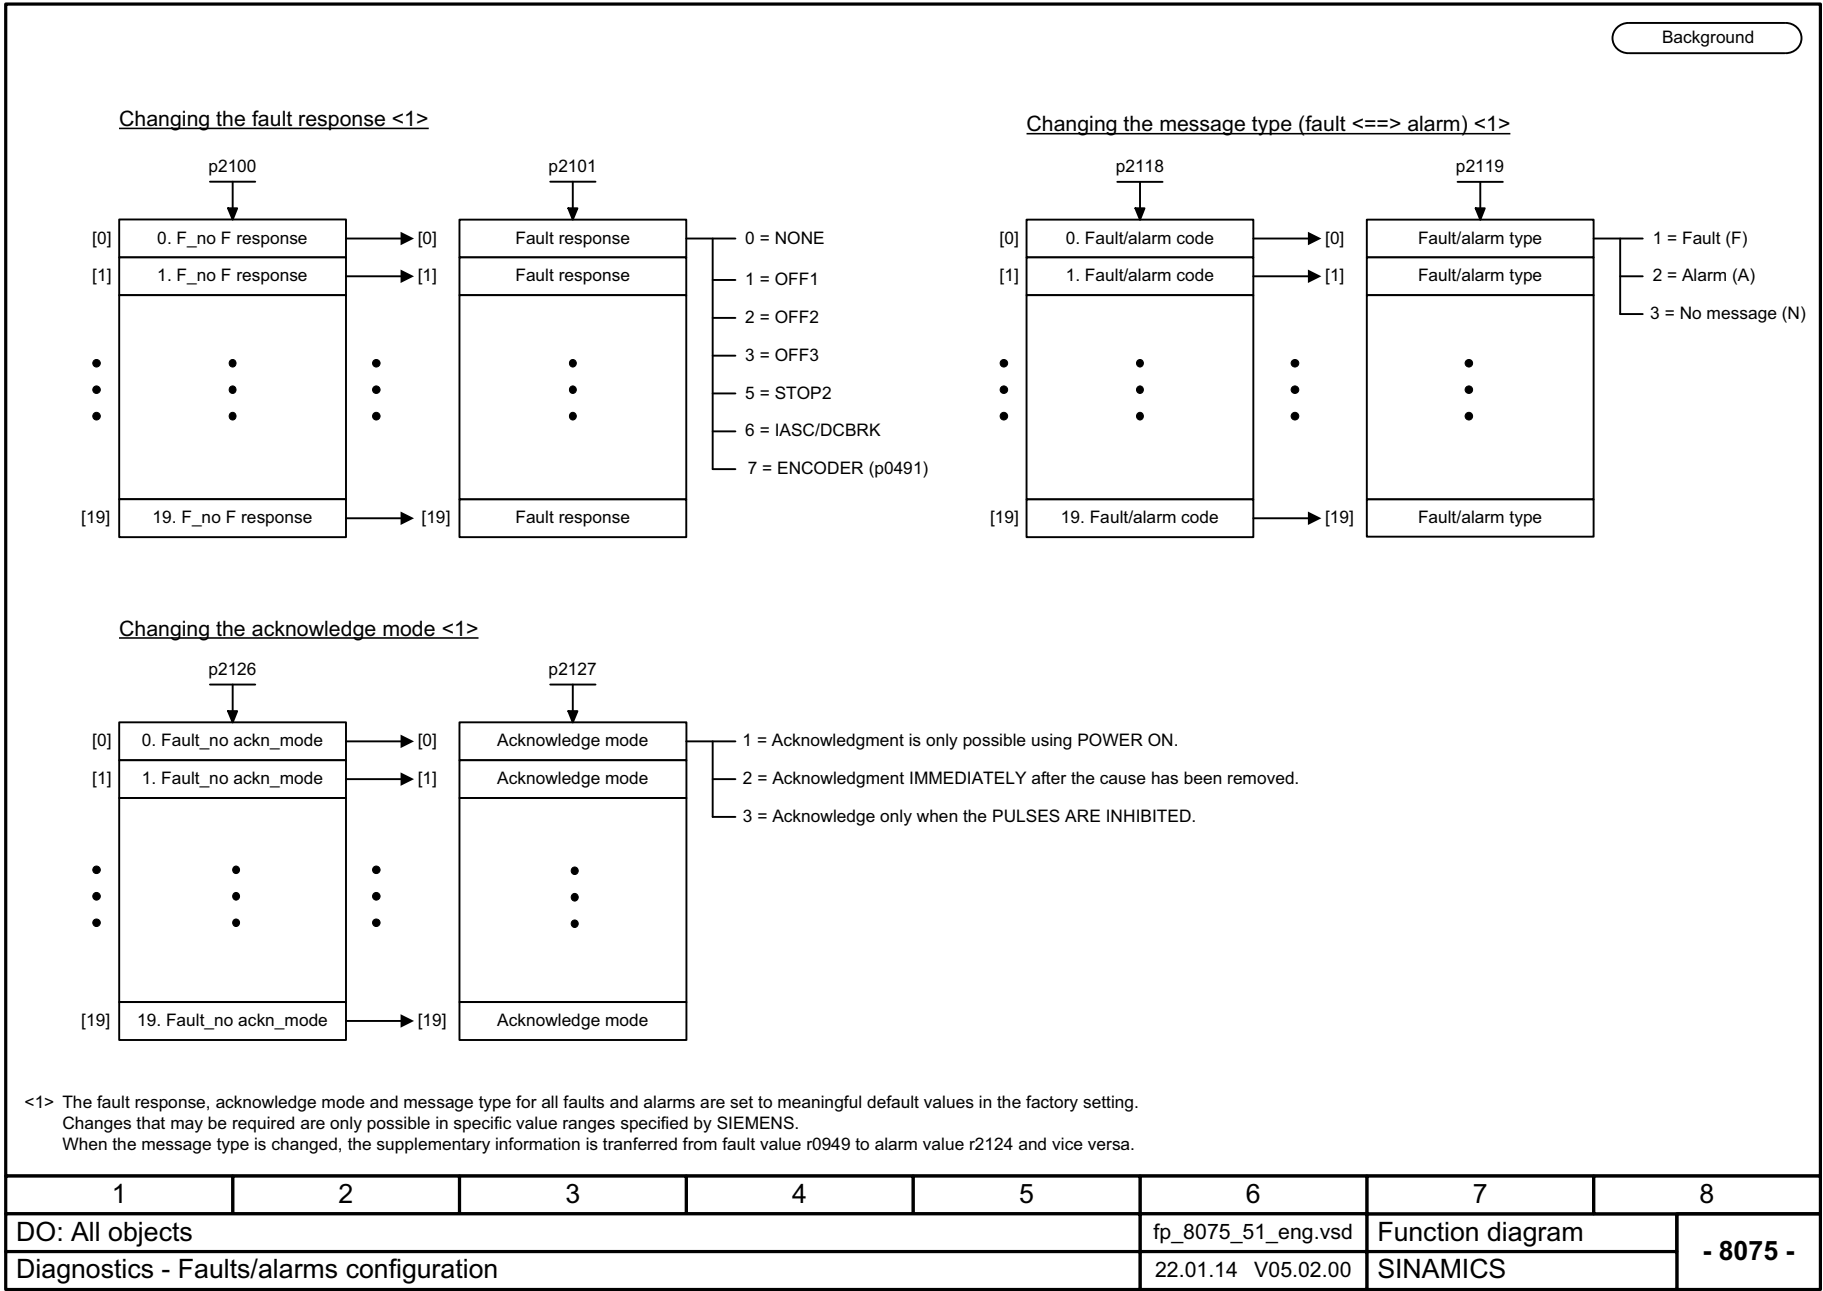 Background
Changing the fault response <1>
p2100
p2101
[0]
0. F_no F response
[0]
Fault response
0 = NONE
[1]
1. F_no F response
[1]
Fault response
1 = OFF1
2 = OFF2
3 = OFF3
5 = STOP2
6 = IASC/DCBRK
7 = ENCODER (p0491)
[19]
19. F_no F response
[19]
Fault response
Changing the message type (fault <==> alarm) <1>
p2118
p2119
[0]
0. Fault/alarm code
[0]
Fault/alarm type
1 = Fault (F)
[1]
1. Fault/alarm code
[1]
Fault/alarm type
2 = Alarm (A)
3 = No message (N)
[19]
19. Fault/alarm code
[19]
Fault/alarm type
Changing the acknowledge mode <1>
p2126
p2127
[0]
0. Fault_no ackn_mode
[0]
Acknowledge mode
1 = Acknowledgment is only possible using POWER ON.
[1]
1. Fault_no ackn_mode
[1]
Acknowledge mode
2 = Acknowledgment IMMEDIATELY after the cause has been removed.
3 = Acknowledge only when the PULSES ARE INHIBITED.
[19]
19. Fault_no ackn_mode
[19]
Acknowledge mode
<1> The fault response, acknowledge mode and message type for all faults and alarms are set to meaningful default values in the factory setting.
Changes that may be required are only possible in specific value ranges specified by SIEMENS.
When the message type is changed, the supplementary information is tranferred from fault value r0949 to alarm value r2124 and vice versa.
1 2 3 4 5 6 7 8
DO: All objects
fp_8075_51_eng.vsd
Function diagram
- 8075 -
Diagnostics - Faults/alarms configuration
22.01.14 V05.02.00
SINAMICS